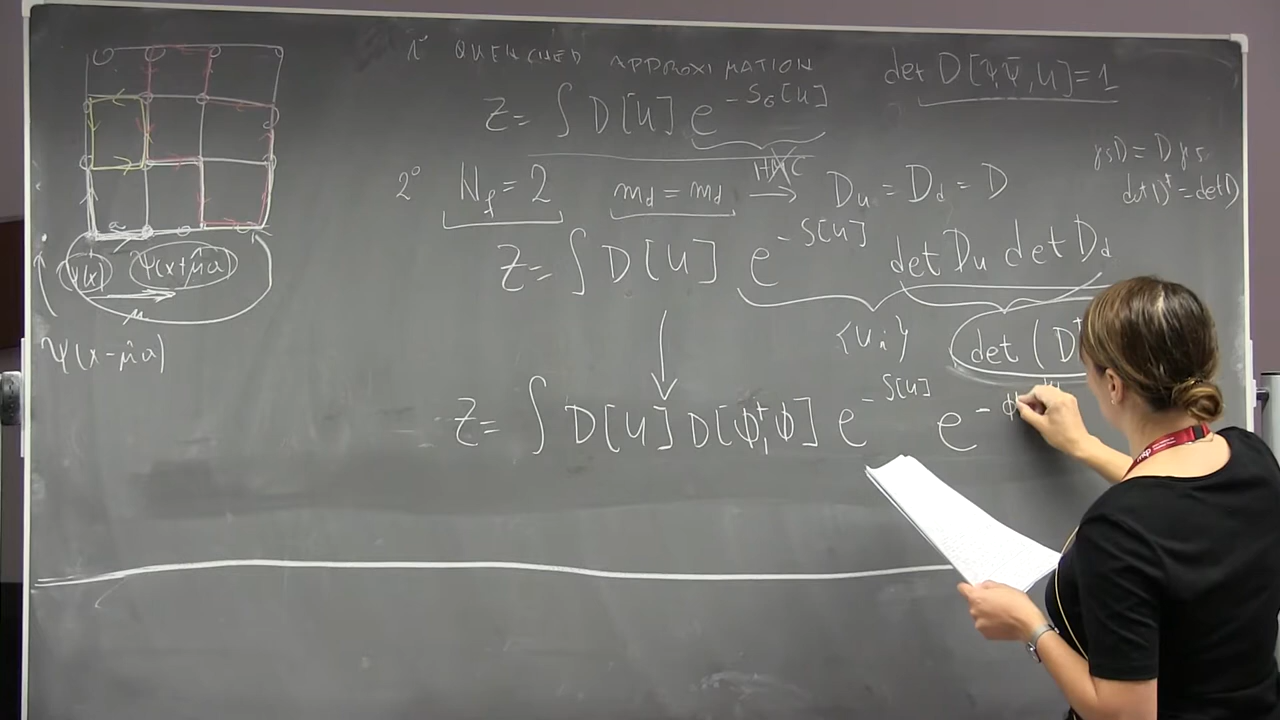 1° QUENCHED APPROXIMATION
det D[Ψ,Ψ̄,U]=1
Z= ∫ D[U] e^{-S_G[U]}
γ5D = Dγ5
det D† = det D
2° N_f = 2 m_d = m_d HMC → D_u = D_d = D
Z= ∫ D[U] e^{-S[U]} det D_u det D_d
{U_i} det (D†
Z= ∫ D[U] D[φ†,φ] e^{-S[U]} e^{-φ
Ψ(x) Ψ(x+μ̂a)
μ
Ψ(x-μ̂a)